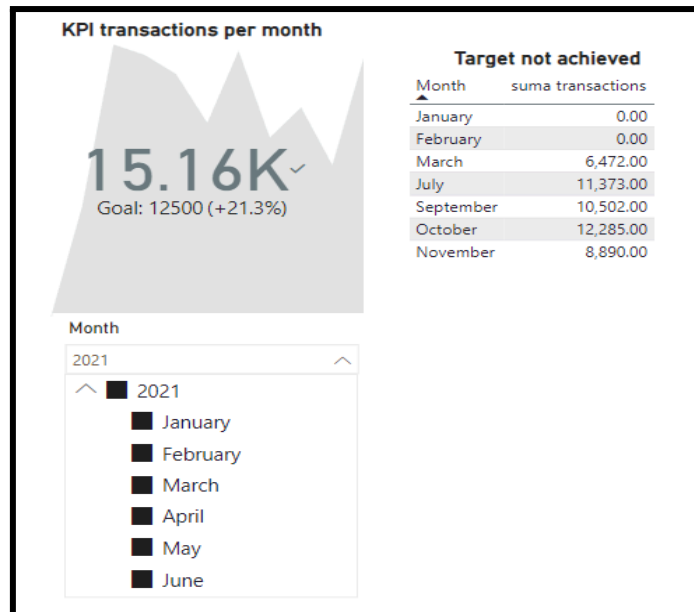 KPI transactions per month
15.16K
Goal: 12500 (+21.3%)
Target not achieved
Month suma transactions
January 0.00
February 0.00
March 6,472.00
July 11,373.00
September 10,502.00
October 12,285.00
November 8,890.00
Month
2021
2021
January
February
March
April
May
June